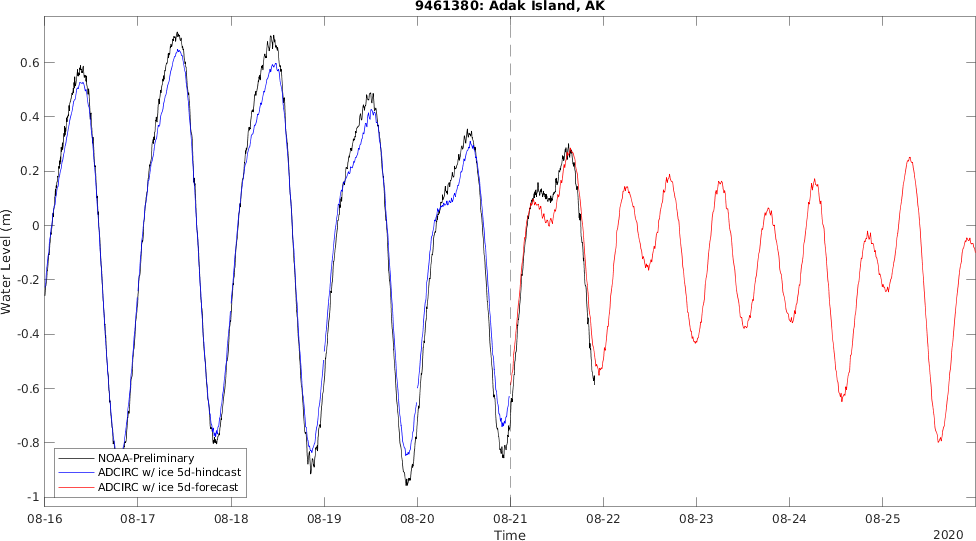 9461380: Adak Island, AK
Water Level (m)
0.6
0.4
0.2
0
-0.2
-0.4
-0.6
-0.8
-1
NOAA-Preliminary
ADCIRC w/ ice 5d-hindcast
ADCIRC w/ ice 5d-forecast
08-16 08-17 08-18 08-19 08-20 08-21 08-22 08-23 08-24 08-25
Time
2020